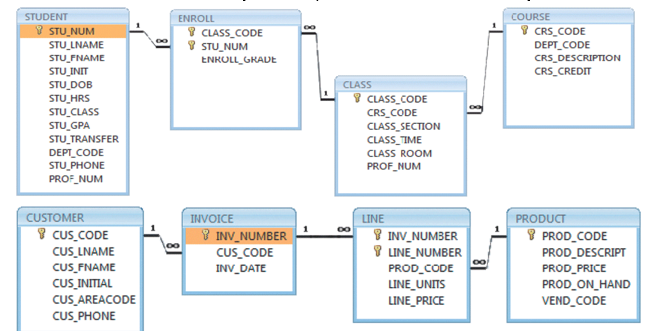 STUDENT
STU_NUM
STU_LNAME
STU_FNAME
STU_INIT
STU_DOB
STU_HRS
STU_CLASS
STU_GPA
STU_TRANSFER
DEPT_CODE
STU_PHONE
PROF_NUM
1
∞
ENROLL
CLASS_CODE
STU_NUM
ENROLL_GRADE
∞
1
CLASS
CLASS_CODE
CRS_CODE
CLASS_SECTION
CLASS_TIME
CLASS_ROOM
PROF_NUM
1
∞
COURSE
CRS_CODE
DEPT_CODE
CRS_DESCRIPTION
CRS_CREDIT
CUSTOMER
CUS_CODE
CUS_LNAME
CUS_FNAME
CUS_INITIAL
CUS_AREACODE
CUS_PHONE
1
∞
INVOICE
INV_NUMBER
CUS_CODE
INV_DATE
1
∞
LINE
INV_NUMBER
LINE_NUMBER
PROD_CODE
LINE_UNITS
LINE_PRICE
1
∞
PRODUCT
PROD_CODE
PROD_DESCRIPT
PROD_PRICE
PROD_ON_HAND
VEND_CODE